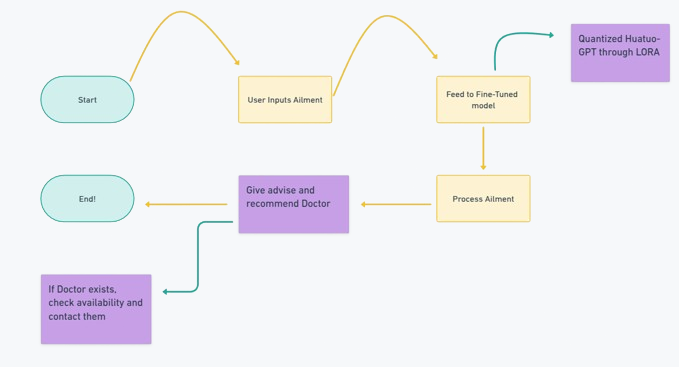 Quantized Huatuo-
GPT through LORA
Start
User Inputs Ailment
Feed to Fine-Tuned
model
End!
Give advise and
recommend Doctor
Process Ailment
If Doctor exists,
check availability and
contact them